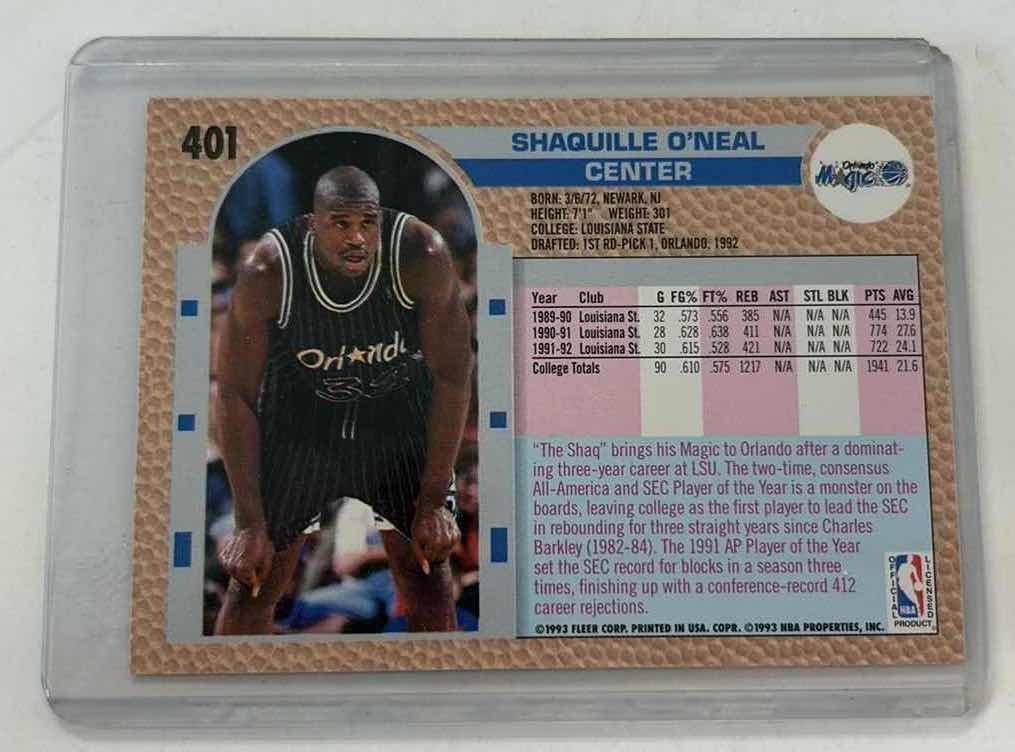 401
SHAQUILLE O'NEAL
CENTER
Orlando
Magic
BORN: 3/6/72, NEWARK, NJ
HEIGHT: 7'1" WEIGHT: 301
COLLEGE: LOUISIANA STATE
DRAFTED: 1ST RD-PICK 1, ORLANDO, 1992
Orlando
32
Year Club G FG% FT% REB AST STL BLK PTS AVG
1989-90 Louisiana St. 32 .573 .556 385 N/A N/A N/A 445 13.9
1990-91 Louisiana St. 28 .628 .638 411 N/A N/A N/A 774 27.6
1991-92 Louisiana St. 30 .615 .528 421 N/A N/A N/A 722 24.1
College Totals 90 .610 .575 1217 N/A N/A N/A 1941 21.6
"The Shaq" brings his Magic to Orlando after a dominat-
ing three-year career at LSU. The two-time, consensus
All-America and SEC Player of the Year is a monster on the
boards, leaving college as the first player to lead the SEC
in rebounding for three straight years since Charles
Barkley (1982-84). The 1991 AP Player of the Year
set the SEC record for blocks in a season three
times, finishing up with a conference-record 412
career rejections.
OFFICIAL
LICENSED
NBA
PRODUCT
©1993 FLEER CORP. PRINTED IN USA. COPR. ©1993 NBA PROPERTIES, INC.